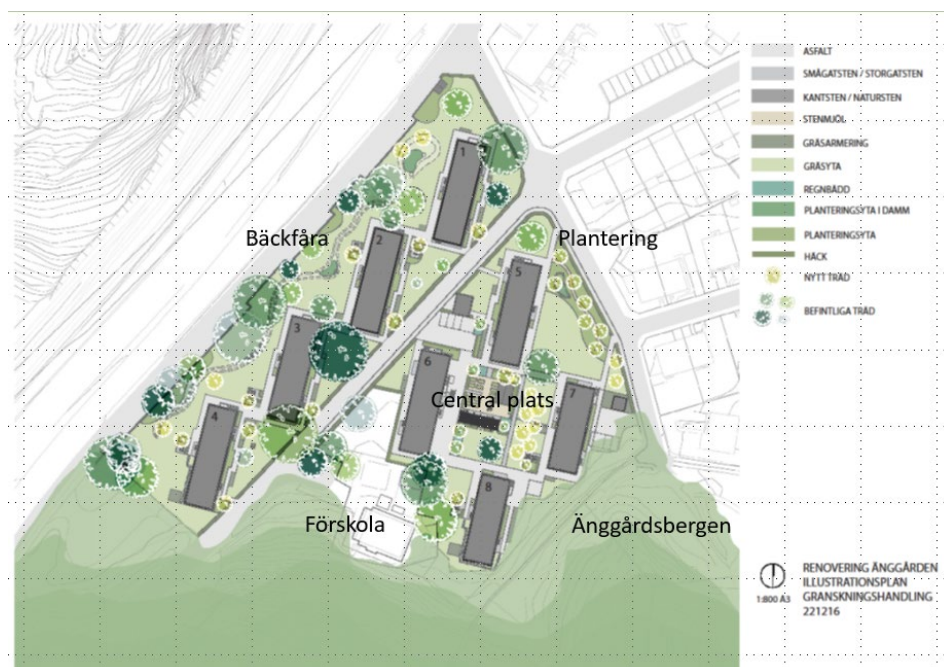 ASFALT
SMÅGATSTEN / STORGATSTEN
KANTSTEN / NATURSTEN
STENMJÖL
GRÄSARMERING
GRÄSYTA
REGNBÄDD
PLANTERINGSYTA I DAMM
PLANTERINGSYTA
HÄCK
NYTT TRÄD
BEFINTLIGA TRÄD
1
2
Bäckfåra
Plantering
5
3
6
Central plats
7
4
8
Förskola
Änggårdsbergen
1:800 A3
RENOVERING ÄNGGÅRDEN
ILLUSTRATIONSPLAN
GRANSKNINGSHANDLING
221216